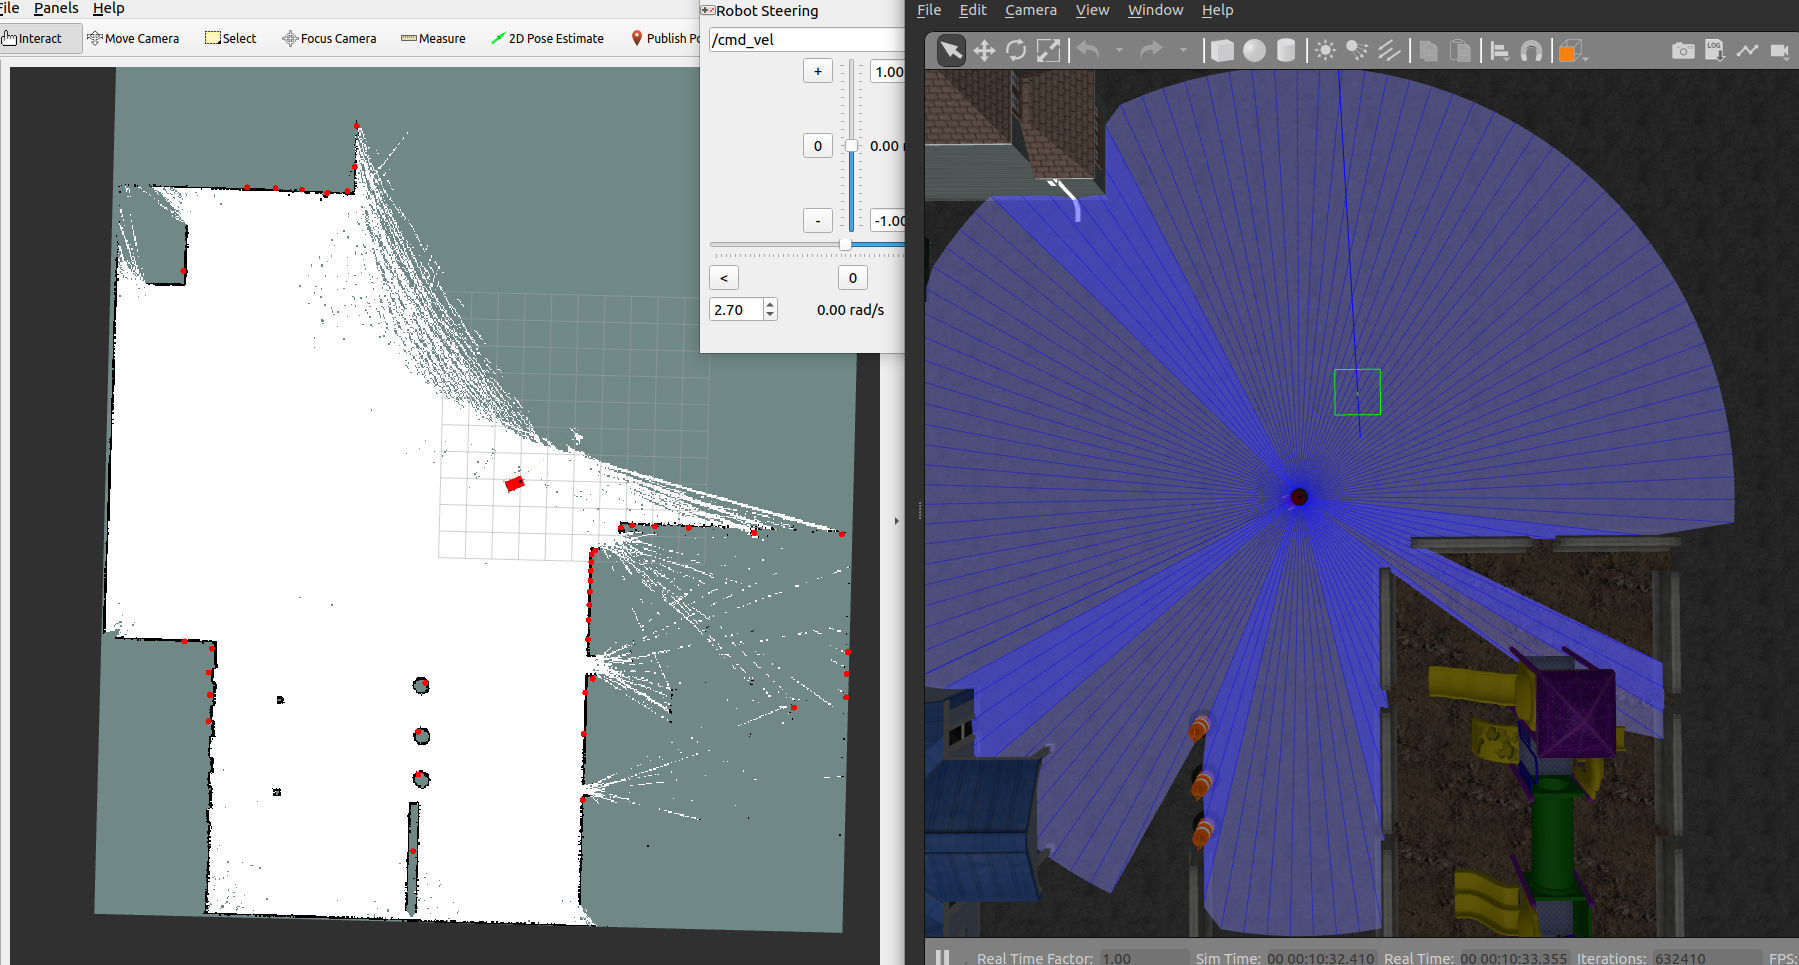 File Panels Help
Interact Move Camera Select Focus Camera Measure 2D Pose Estimate Publish Po
Robot Steering
/cmd_vel
+ 1.00
0 0.00
- -1.00
< 0
2.70 0.00 rad/s
File Edit Camera View Window Help
LOG
Real Time Factor: 1.00 Sim Time: 00 00:10:32.410 Real Time: 00 00:10:33.355 Iterations: 632410 FPS: